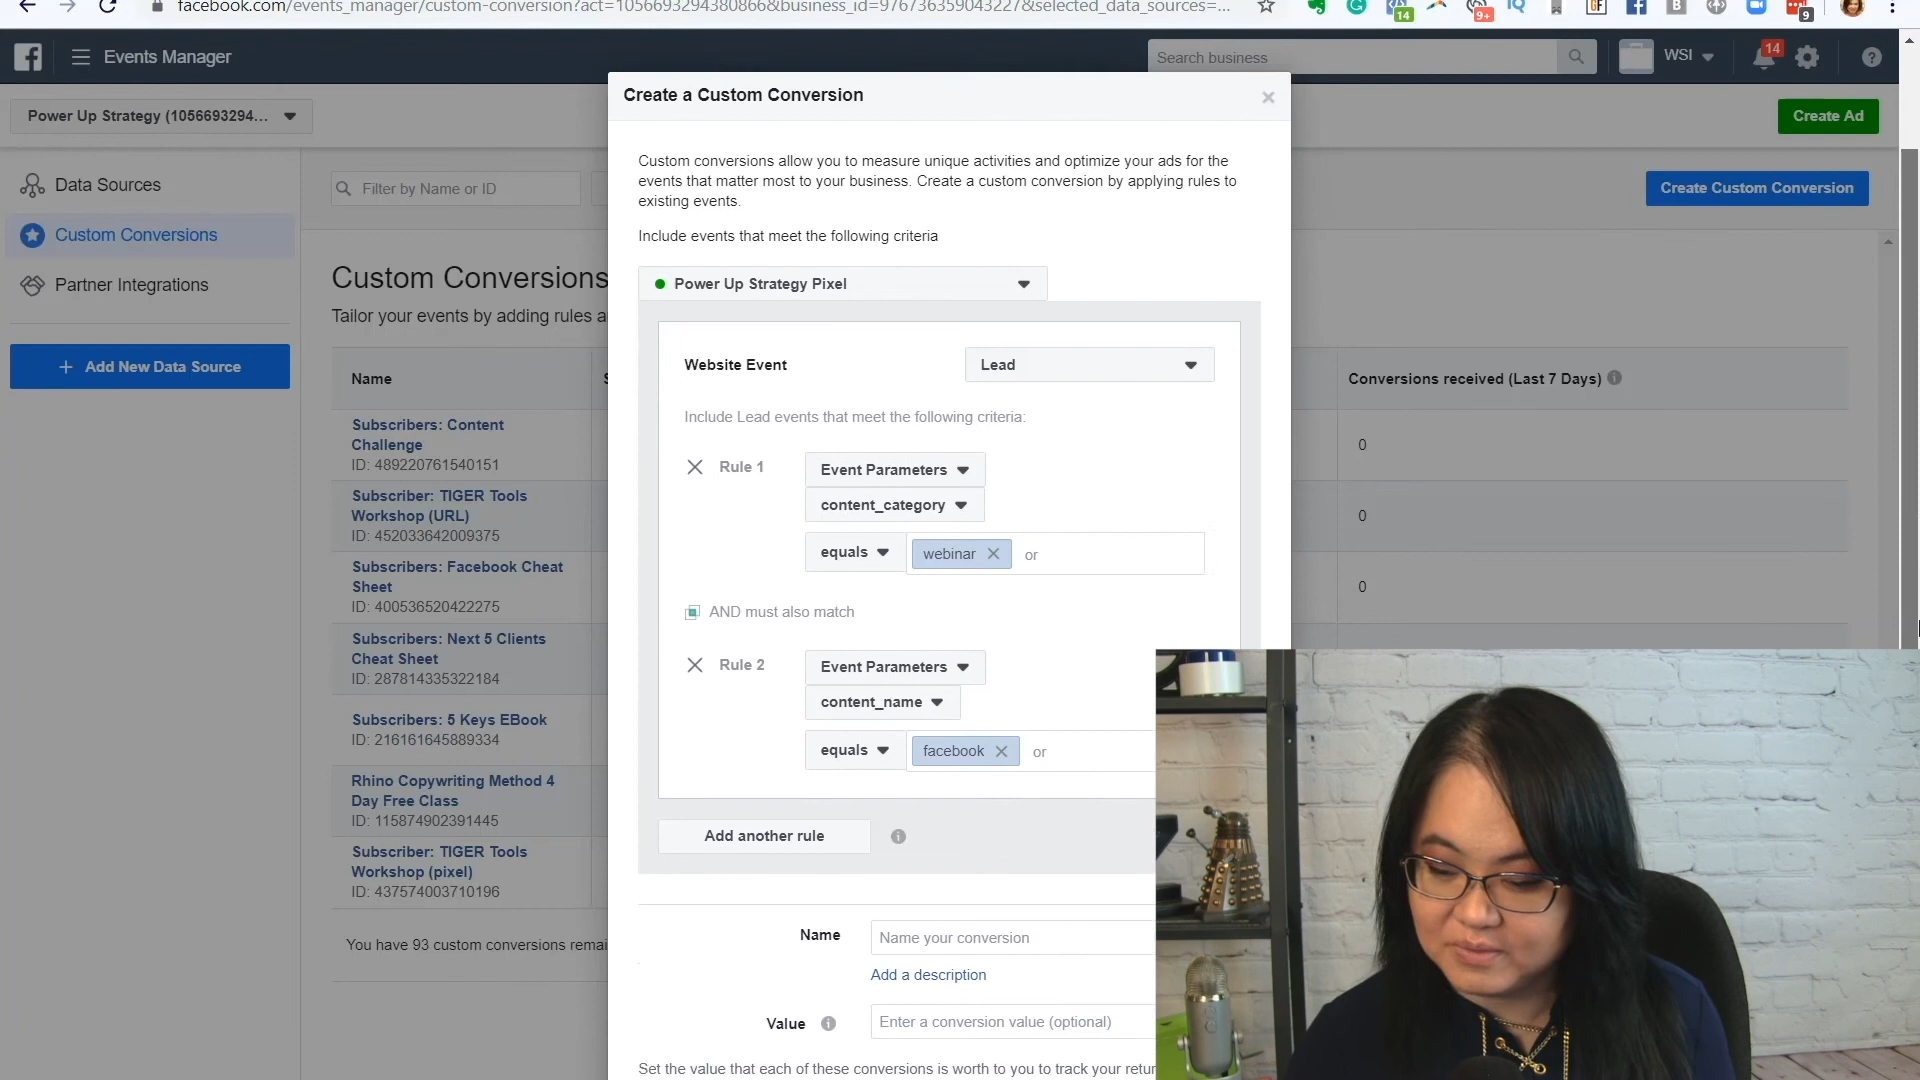 facebook.com/events_manager/custom-conversion?act=1056693294380866&business_id=976736359043227&selected_data_sources=...
14
9+
IQ
GF
B
9
Events Manager
Search business
WSI
14
Power Up Strategy (1056693294...
Create Ad
Data Sources
Custom Conversions
Partner Integrations
+ Add New Data Source
Filter by Name or ID
Create Custom Conversion
Custom Conversions
Tailor your events by adding rules a
Name
Conversions received (Last 7 Days)
Subscribers: Content
Challenge
ID: 489220761540151
0
Subscriber: TIGER Tools
Workshop (URL)
ID: 452033642009375
0
Subscribers: Facebook Cheat
Sheet
ID: 400536520422275
0
Subscribers: Next 5 Clients
Cheat Sheet
ID: 287814335322184
Subscribers: 5 Keys EBook
ID: 216161645889334
Rhino Copywriting Method 4
Day Free Class
ID: 115874902391445
Subscriber: TIGER Tools
Workshop (pixel)
ID: 437574003710196
You have 93 custom conversions remai
Create a Custom Conversion
Custom conversions allow you to measure unique activities and optimize your ads for the
events that matter most to your business. Create a custom conversion by applying rules to
existing events.
Include events that meet the following criteria
Power Up Strategy Pixel
Website Event
Lead
Include Lead events that meet the following criteria:
Rule 1
Event Parameters
content_category
equals
webinar
or
AND must also match
Rule 2
Event Parameters
content_name
equals
facebook
or
Add another rule
Name
Name your conversion
Add a description
Value
Enter a conversion value (optional)
Set the value that each of these conversions is worth to you to track your retur